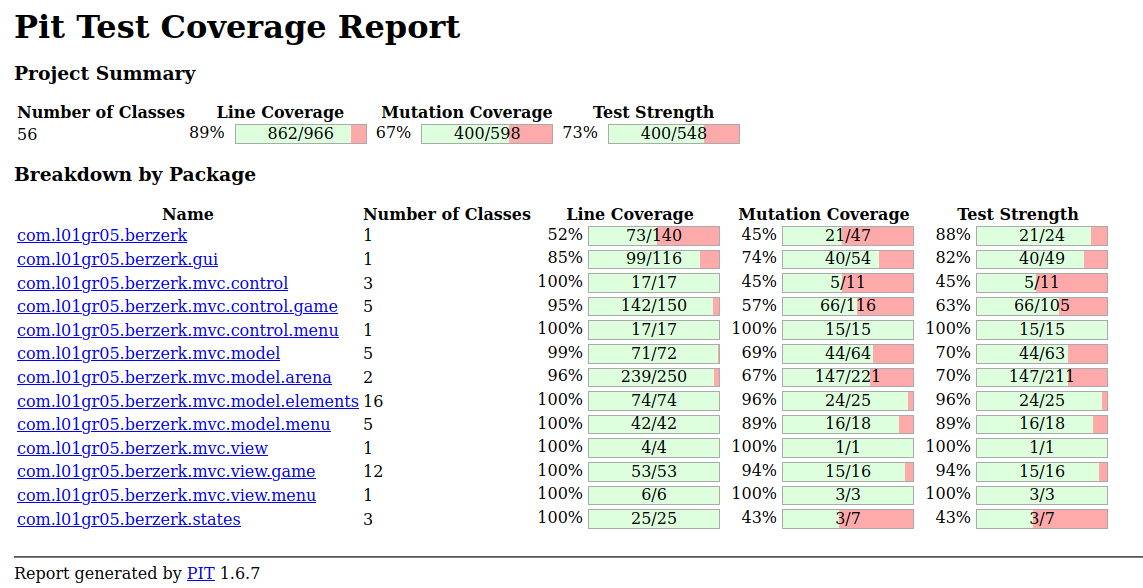 Pit Test Coverage Report
Project Summary
Number of Classes Line Coverage Mutation Coverage Test Strength
56 89% 862/966 67% 400/598 73% 400/548
Breakdown by Package
Name Number of Classes Line Coverage Mutation Coverage Test Strength
com.l01gr05.berzerk 1 52% 73/140 45% 21/47 88% 21/24
com.l01gr05.berzerk.gui 1 85% 99/116 74% 40/54 82% 40/49
com.l01gr05.berzerk.mvc.control 3 100% 17/17 45% 5/11 45% 5/11
com.l01gr05.berzerk.mvc.control.game 5 95% 142/150 57% 66/116 63% 66/105
com.l01gr05.berzerk.mvc.control.menu 1 100% 17/17 100% 15/15 100% 15/15
com.l01gr05.berzerk.mvc.model 5 99% 71/72 69% 44/64 70% 44/63
com.l01gr05.berzerk.mvc.model.arena 2 96% 239/250 67% 147/221 70% 147/211
com.l01gr05.berzerk.mvc.model.elements 16 100% 74/74 96% 24/25 96% 24/25
com.l01gr05.berzerk.mvc.model.menu 5 100% 42/42 89% 16/18 89% 16/18
com.l01gr05.berzerk.mvc.view 1 100% 4/4 100% 1/1 100% 1/1
com.l01gr05.berzerk.mvc.view.game 12 100% 53/53 94% 15/16 94% 15/16
com.l01gr05.berzerk.mvc.view.menu 1 100% 6/6 100% 3/3 100% 3/3
com.l01gr05.berzerk.states 3 100% 25/25 43% 3/7 43% 3/7
Report generated by PIT 1.6.7